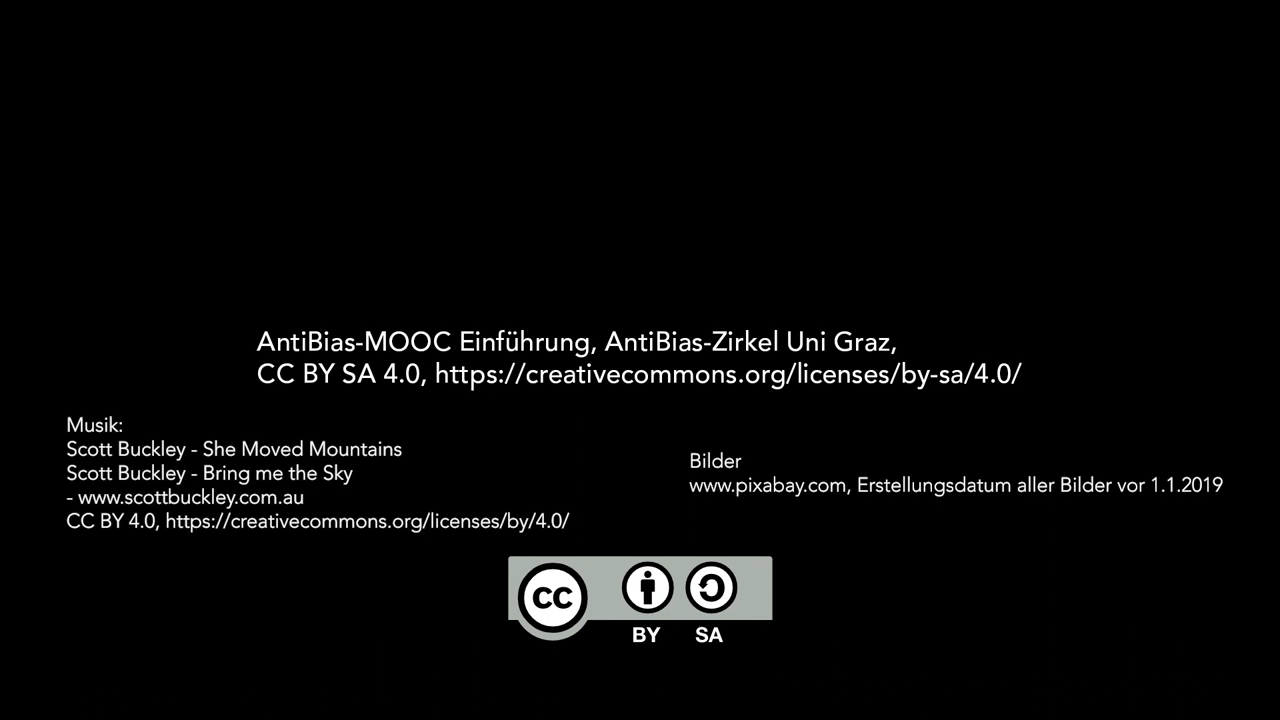 AntiBias-MOOC Einführung, AntiBias-Zirkel Uni Graz,
CC BY SA 4.0, https://creativecommons.org/licenses/by-sa/4.0/
Musik:
Scott Buckley - She Moved Mountains
Scott Buckley - Bring me the Sky
- www.scottbuckley.com.au
CC BY 4.0, https://creativecommons.org/licenses/by/4.0/
Bilder
www.pixabay.com, Erstellungsdatum aller Bilder vor 1.1.2019
CC
BY SA